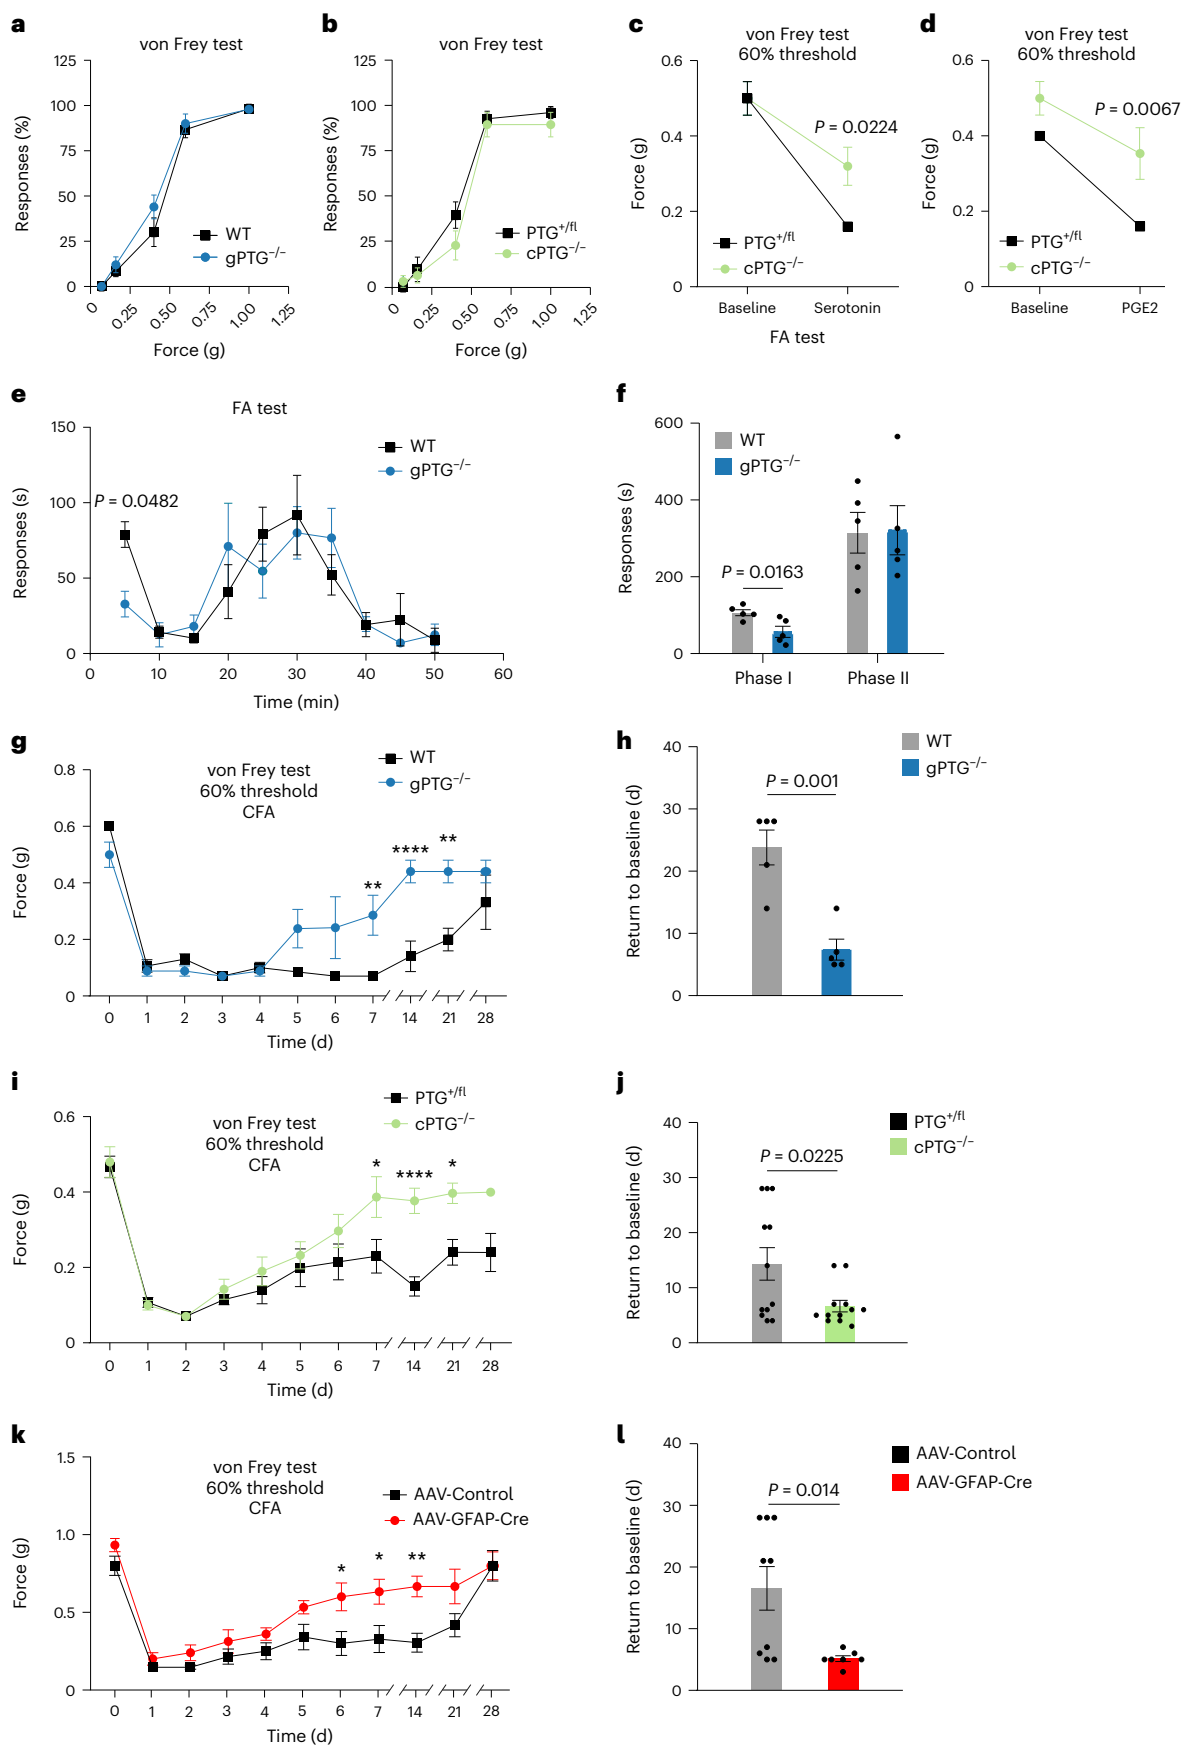 a
von Frey test
Responses (%)
125
100
75
50
25
0
WT
gPTG−/−
0 0.25 0.50 0.75 1.00 1.25
Force (g)
b
von Frey test
Responses (%)
125
100
75
50
25
0
PTG+/fl
cPTG−/−
0 0.25 0.50 0.75 1.00 1.25
Force (g)
c
von Frey test
60% threshold
Force (g)
0.6
0.4
0.2
0
P = 0.0224
PTG+/fl
cPTG−/−
Baseline Serotonin
FA test
d
von Frey test
60% threshold
Force (g)
0.6
0.4
0.2
0
P = 0.0067
PTG+/fl
cPTG−/−
Baseline PGE2
e
FA test
Responses (s)
150
100
50
0
P = 0.0482
WT
gPTG−/−
0 10 20 30 40 50 60
Time (min)
f
Responses (s)
600
400
200
0
WT
gPTG−/−
P = 0.0163
Phase I Phase II
g
von Frey test
60% threshold
CFA
WT
gPTG−/−
Force (g)
0.8
0.6
0.4
0.2
0
** **** **
0 1 2 3 4 5 6 7 14 21 28
Time (d)
h
WT
gPTG−/−
Return to baseline (d)
40
30
20
10
0
P = 0.001
i
von Frey test
60% threshold
CFA
PTG+/fl
cPTG−/−
Force (g)
0.6
0.4
0.2
0
* **** *
0 1 2 3 4 5 6 7 14 21 28
Time (d)
j
PTG+/fl
cPTG−/−
Return to baseline (d)
40
30
20
10
0
P = 0.0225
k
von Frey test
60% threshold
CFA
AAV-Control
AAV-GFAP-Cre
Force (g)
1.5
1.0
0.5
0
* * **
0 1 2 3 4 5 6 7 14 21 28
Time (d)
l
AAV-Control
AAV-GFAP-Cre
Return to baseline (d)
40
30
20
10
0
P = 0.014